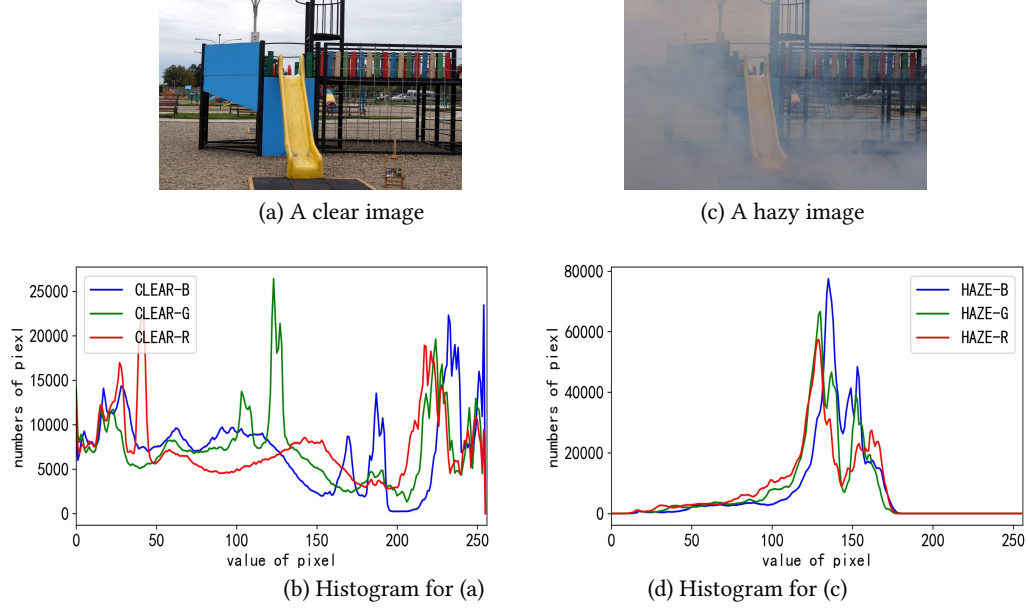 (a) A clear image
(c) A hazy image
CLEAR-B
CLEAR-G
CLEAR-R
numbers of piexl
25000
20000
15000
10000
5000
0
0 50 100 150 200 250
value of pixel
(b) Histogram for (a)
HAZE-B
HAZE-G
HAZE-R
numbers of piexl
80000
60000
40000
20000
0
0 50 100 150 200 250
value of pixel
(d) Histogram for (c)